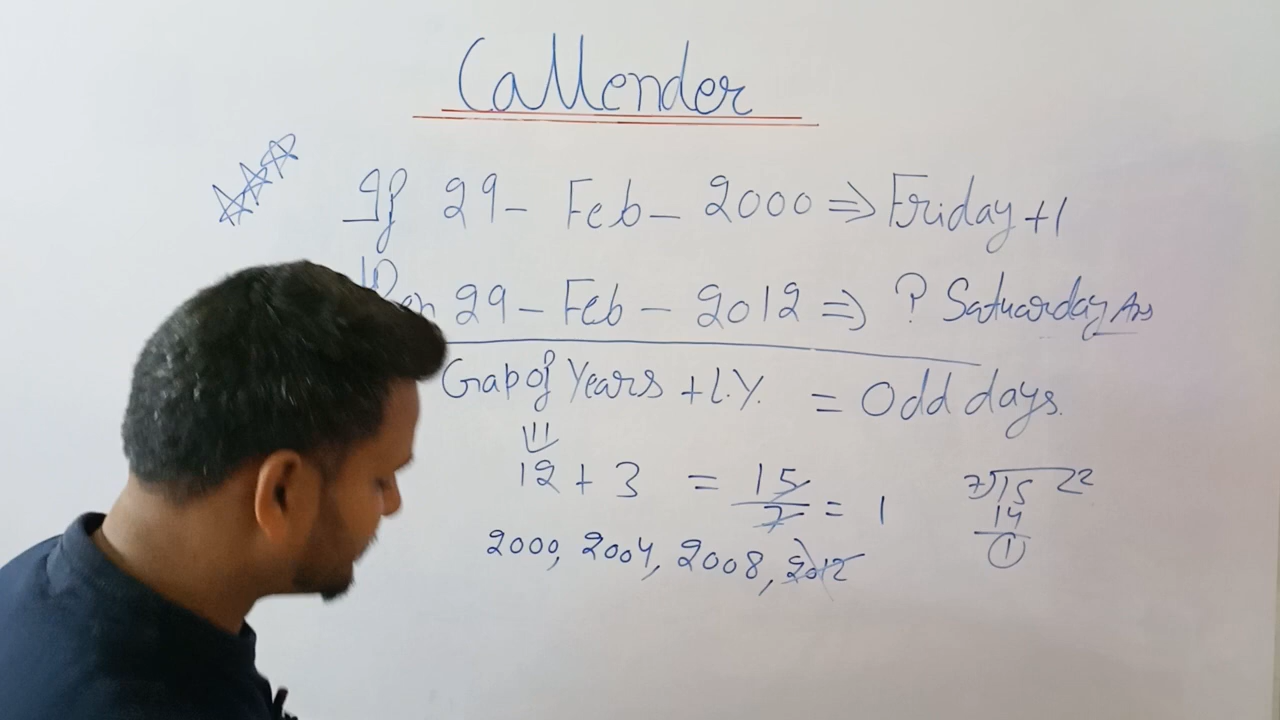 Callender
If 29- Feb- 2000 ⇒ Friday +1
29- Feb - 2012 ⇒ ? Satuarday Ans
Gap of Years + L.Y. = Odd days.
12 + 3 = 15/7 = 1
7)15(2
14
1
2000, 2004, 2008, 2012